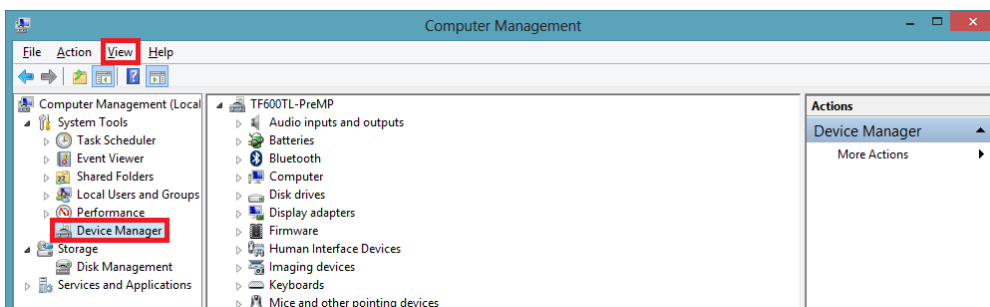 Computer Management
File Action View Help
Computer Management (Local
System Tools
Task Scheduler
Event Viewer
Shared Folders
Local Users and Groups
Performance
Device Manager
Storage
Disk Management
Services and Applications
TF600TL-PreMP
Audio inputs and outputs
Batteries
Bluetooth
Computer
Disk drives
Display adapters
Firmware
Human Interface Devices
Imaging devices
Keyboards
Mice and other pointing devices
Actions
Device Manager
More Actions